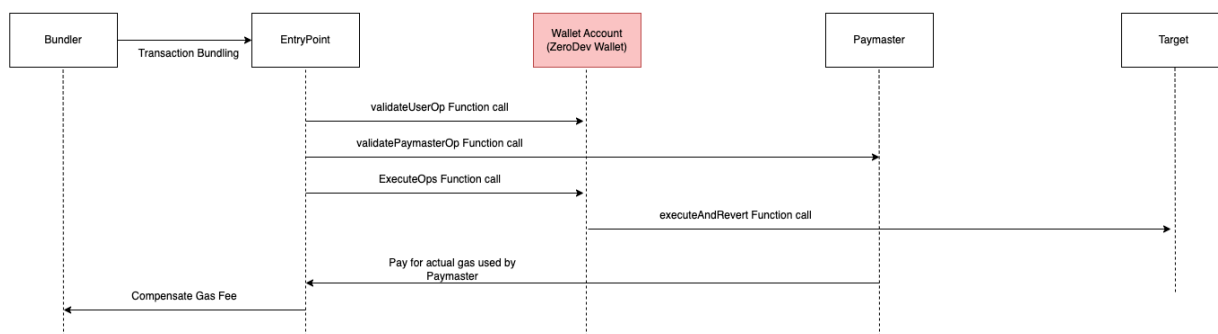 Bundler
Transaction Bundling
EntryPoint
Wallet Account
(ZeroDev Wallet)
Paymaster
Target
validateUserOp Function call
validatePaymasterOp Function call
ExecuteOps Function call
executeAndRevert Function call
Pay for actual gas used by
Paymaster
Compensate Gas Fee